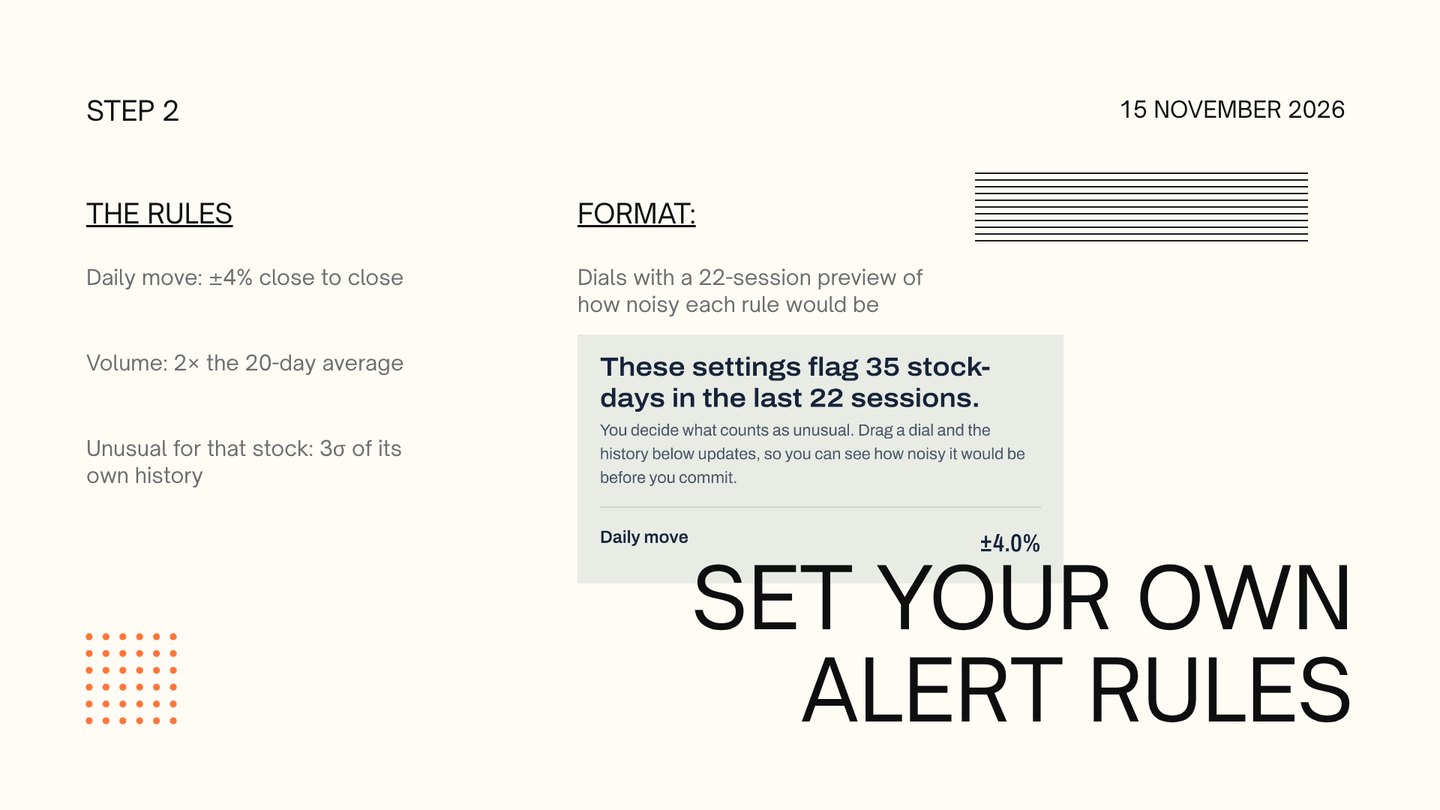 STEP 2
15 NOVEMBER 2026
THE RULES
Daily move: ±4% close to close
Volume: 2× the 20-day average
Unusual for that stock: 3σ of its
own history
FORMAT:
Dials with a 22-session preview of
how noisy each rule would be
These settings flag 35 stock-
days in the last 22 sessions.
You decide what counts as unusual. Drag a dial and the
history below updates, so you can see how noisy it would be
before you commit.
Daily move
±4.0%
SET YOUR OWN
ALERT RULES